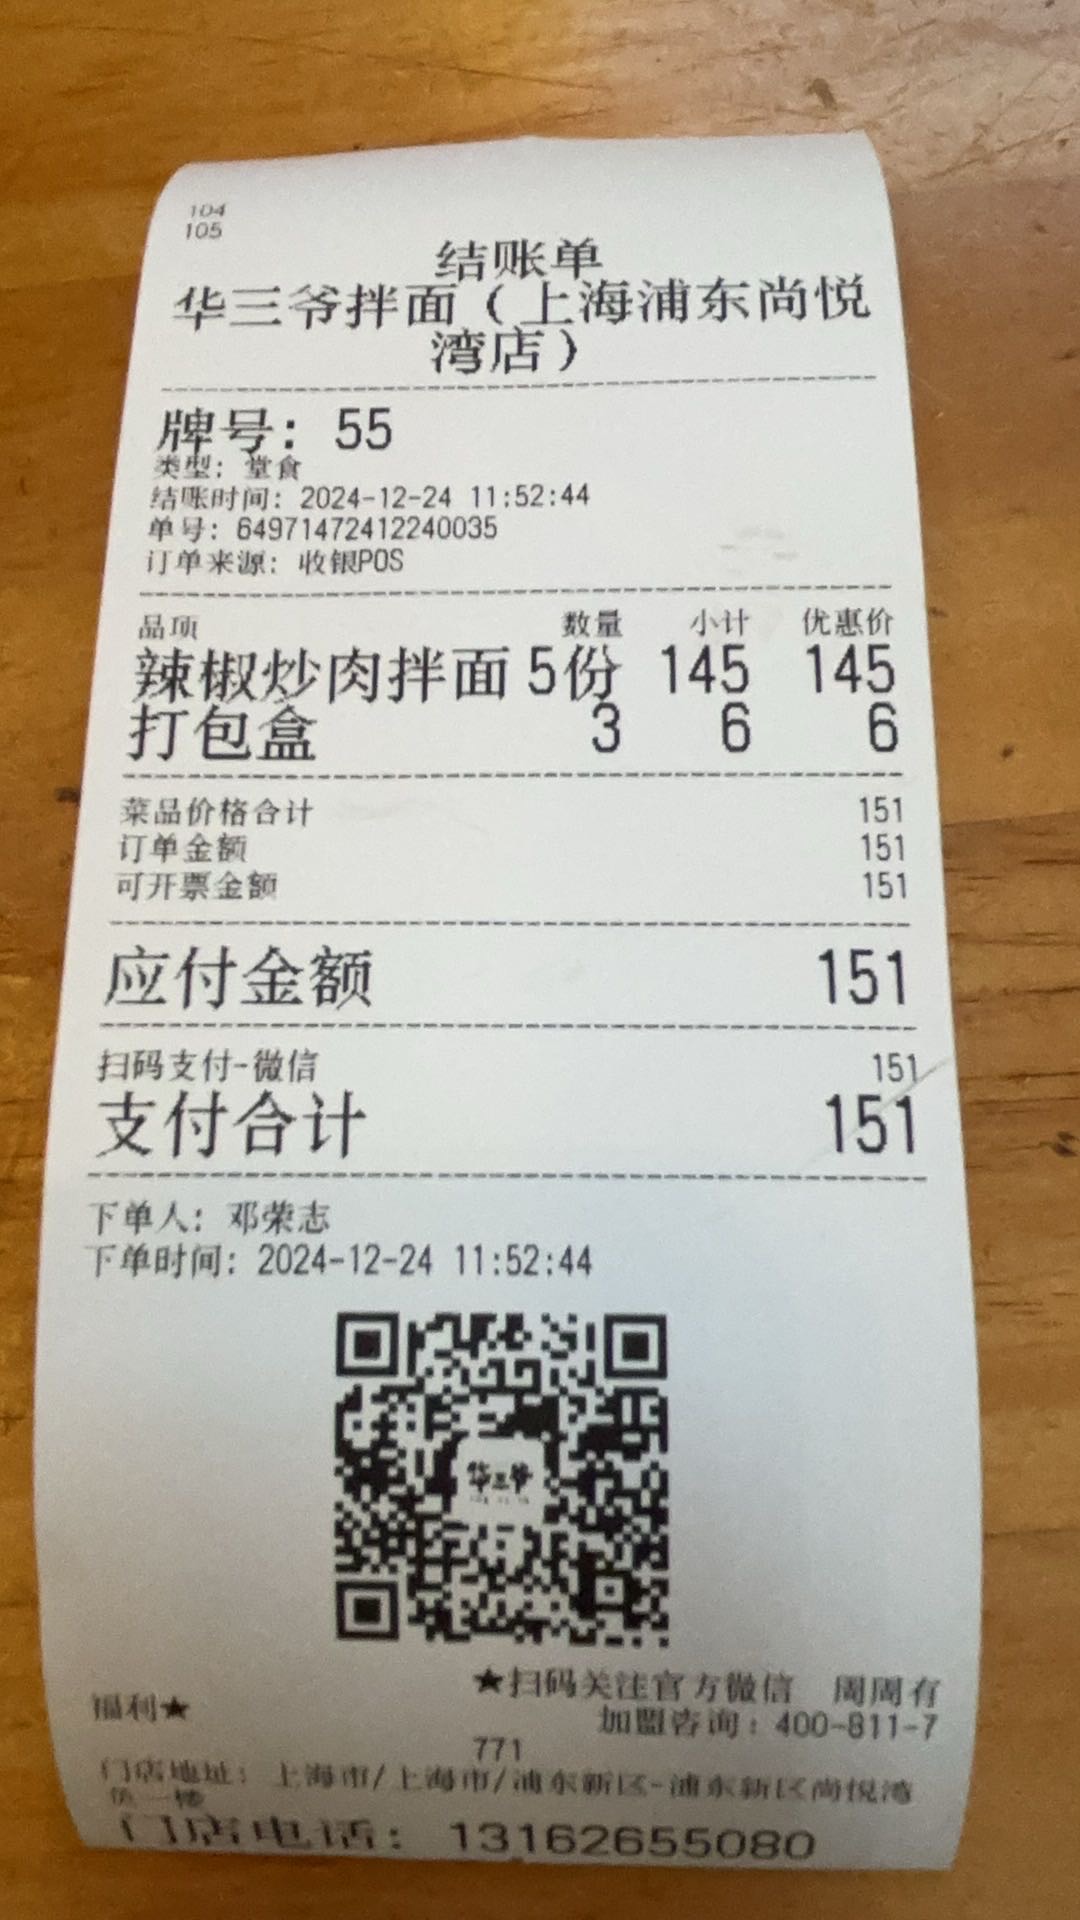 104
105
结账单
华三爷拌面（上海浦东尚悦
湾店）
牌号：55
类型：堂食
结账时间：2024-12-24 11:52:44
单号：64971472412240035
订单来源：收银POS
品项 数量 小计 优惠价
辣椒炒肉拌面 5份 145 145
打包盒 3 6 6
菜品价格合计 151
订单金额 151
可开票金额 151
应付金额 151
扫码支付-微信 151
支付合计 151
下单人：邓荣志
下单时间：2024-12-24 11:52:44
华三爷
★扫码关注官方微信 周周有
福利★
加盟咨询：400-811-7
771
门店地址：上海市/上海市/浦东新区-浦东新区尚悦湾
负一楼
门店电话：13162655080